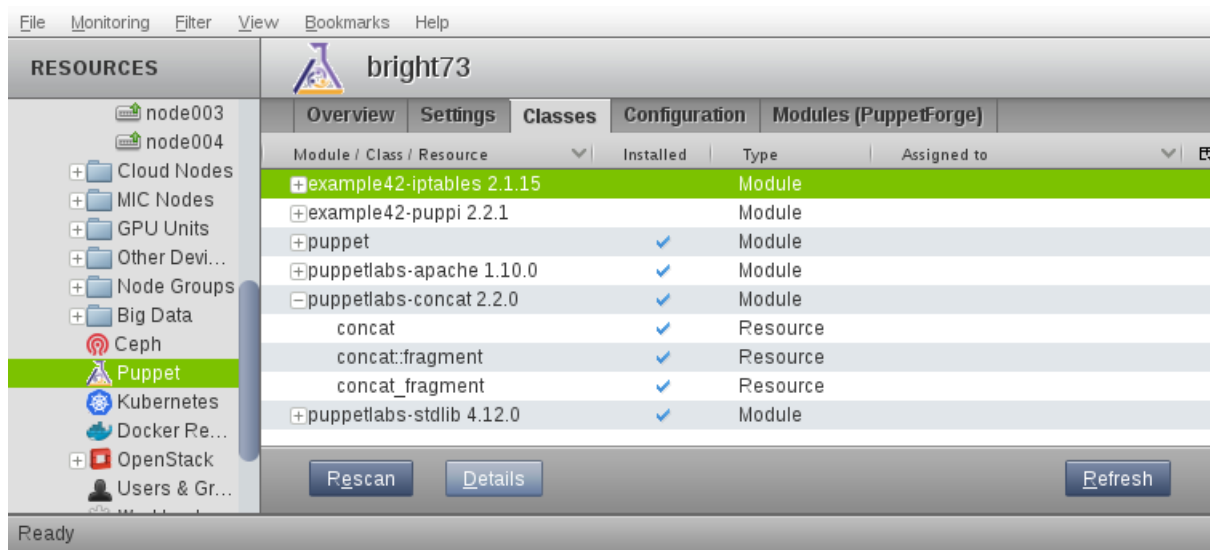 File Monitoring Filter View Bookmarks Help
RESOURCES
node003
node004
Cloud Nodes
MIC Nodes
GPU Units
Other Devi...
Node Groups
Big Data
Ceph
Puppet
Kubernetes
Docker Re...
OpenStack
Users & Gr...
bright73
Overview Settings Classes Configuration Modules (PuppetForge)
Module / Class / Resource Installed Type Assigned to
example42-iptables 2.1.15 Module
example42-puppi 2.2.1 Module
puppet Module
puppetlabs-apache 1.10.0 Module
puppetlabs-concat 2.2.0 Module
concat Resource
concat::fragment Resource
concat_fragment Resource
puppetlabs-stdlib 4.12.0 Module
Rescan Details Refresh
Ready